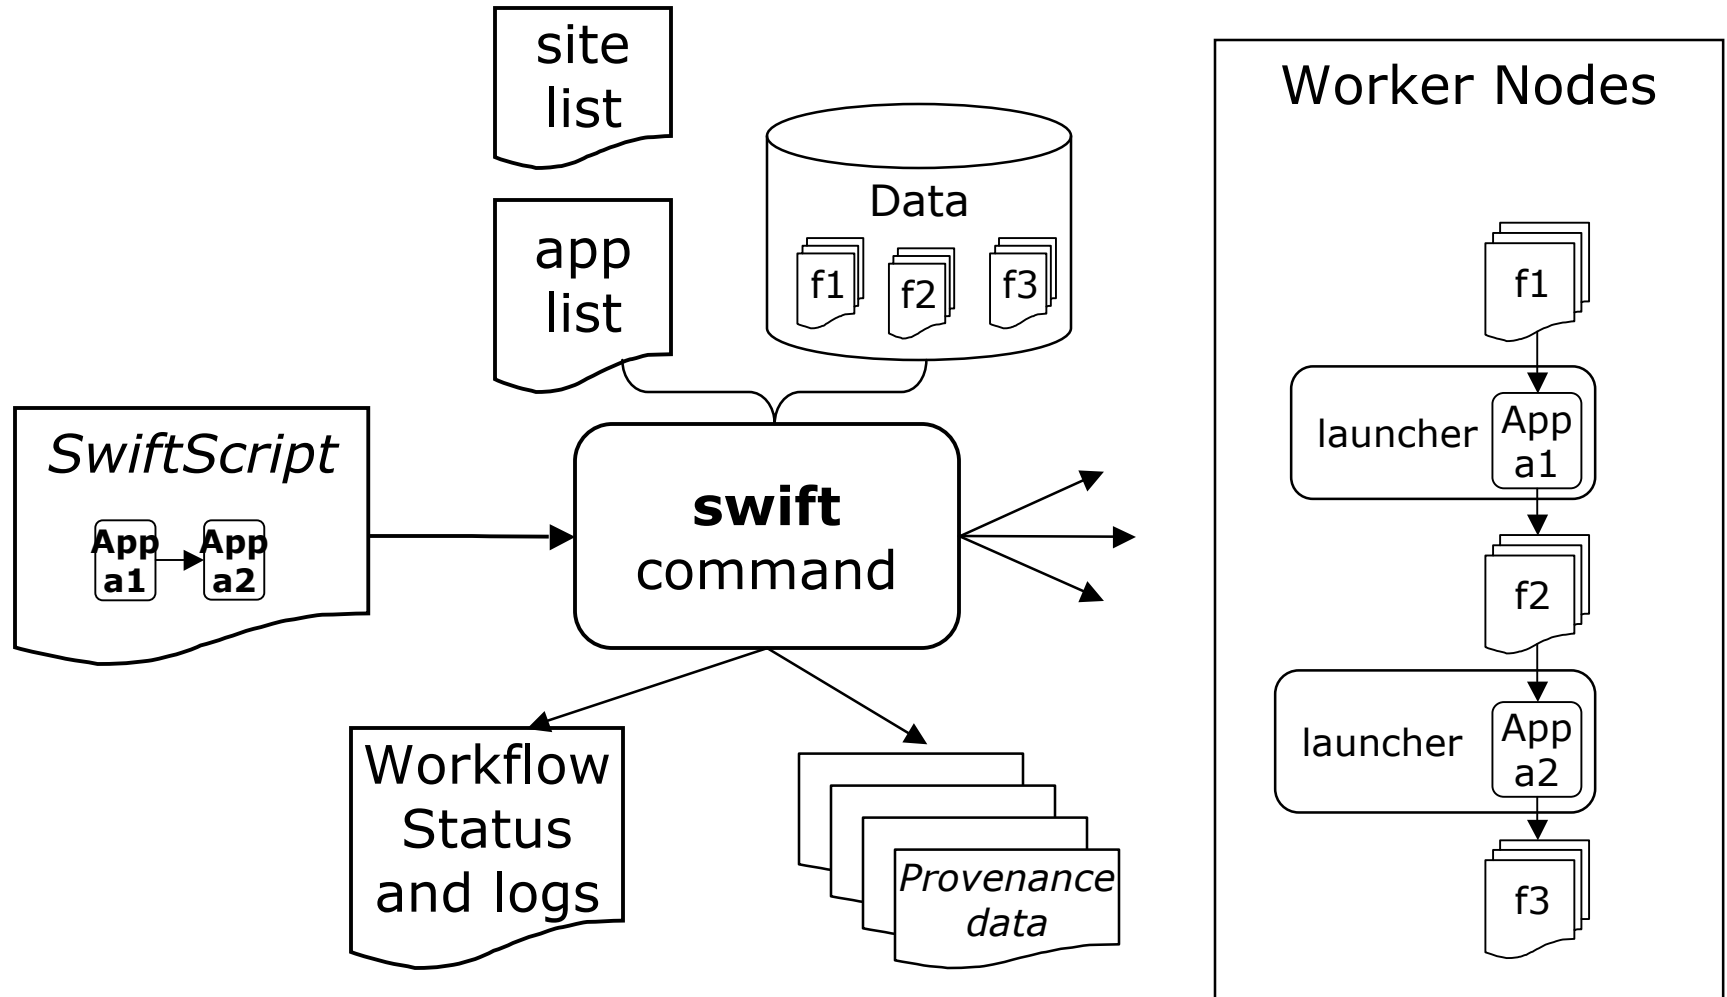 site
list
app
list
Data
f1
f2
f3
SwiftScript
App
a1
App
a2
swift
command
Workflow
Status
and logs
Provenance
data
Worker Nodes
f1
launcher
App
a1
f2
launcher
App
a2
f3